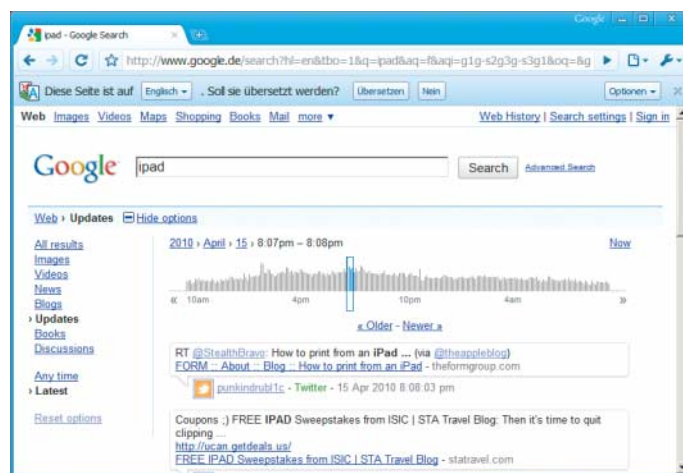 Google
ipad - Google Search
http://www.google.de/search?hl=en&tbo=1&q=ipad&aq=f&aqi=g1g-s2g3g-s3g1&oq=&g
Diese Seite ist auf Englisch . Soll sie übersetzt werden? Übersetzen Nein Optionen
Web Images Videos Maps Shopping Books Mail more ▼ Web History | Search settings | Sign in
Google ipad Search Advanced Search
Web › Updates Hide options
All results
Images
Videos
News
Blogs
› Updates
Books
Discussions
Any time
› Latest
Reset options
2010 › April › 15 › 8:07pm – 8:08pm Now
« 10am 4pm 10pm 4am »
« Older - Newer »
RT @StealthBravo: How to print from an iPad ... (via @theappleblog)
FORM :: About :: Blog :: How to print from an iPad - theformgroup.com
punkindrubl1c - Twitter - 15 Apr 2010 8:08:03 pm
Coupons ;) FREE IPAD Sweepstakes from ISIC | STA Travel Blog: Then it's time to quit
clipping ...
http://ucan.getdeals.us/
FREE IPAD Sweepstakes from ISIC | STA Travel Blog - statravel.com